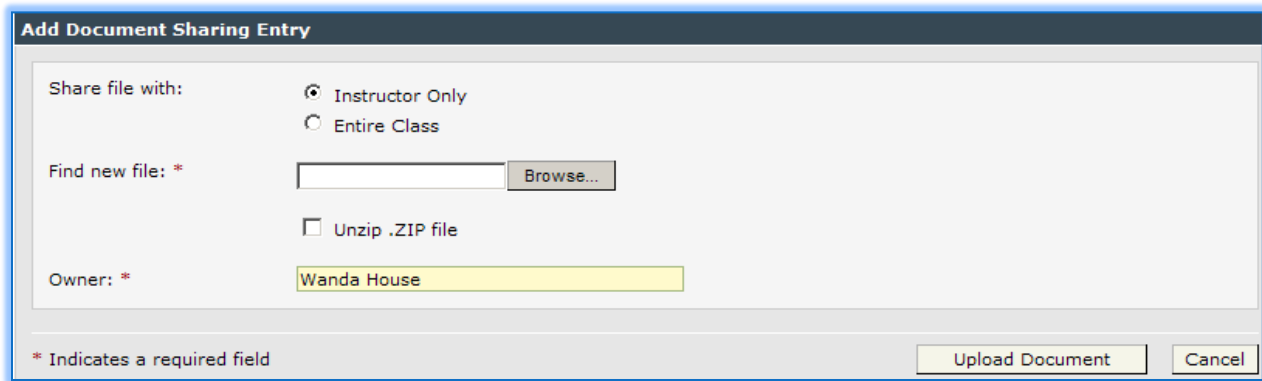 Add Document Sharing Entry
Share file with:
Instructor Only
Entire Class
Find new file: *
Browse...
Unzip .ZIP file
Owner: *
Wanda House
* Indicates a required field
Upload Document
Cancel